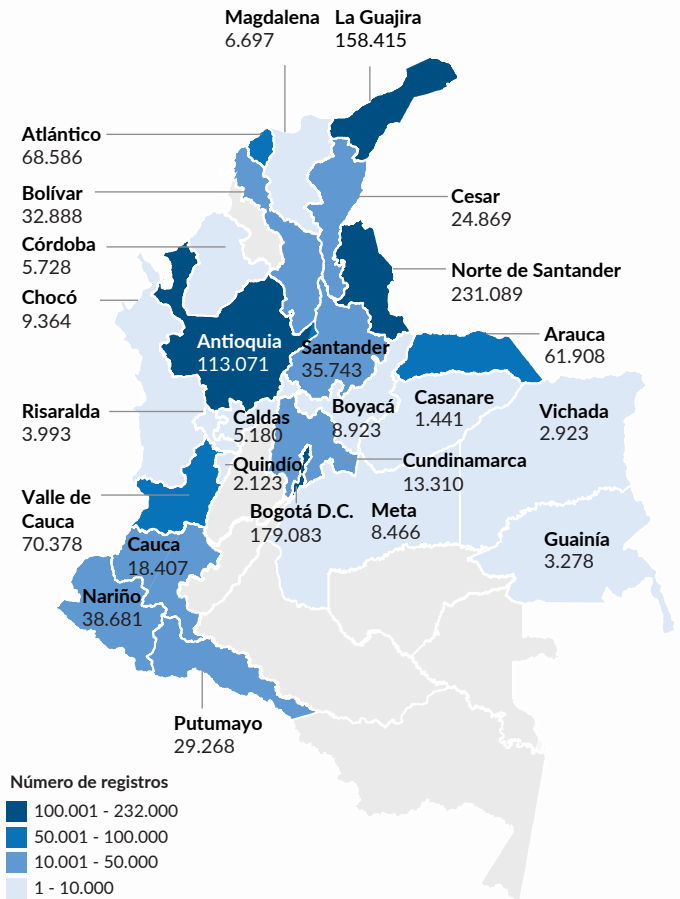 Magdalena
6.697
La Guajira
158.415
Atlántico
68.586
Bolívar
32.888
Cesar
24.869
Córdoba
5.728
Norte de Santander
231.089
Chocó
9.364
Antioquia
113.071
Santander
35.743
Arauca
61.908
Risaralda
3.993
Caldas
5.180
Boyacá
8.923
Casanare
1.441
Vichada
2.923
Quindío
2.123
Cundinamarca
13.310
Valle de
Cauca
70.378
Bogotá D.C.
179.083
Meta
8.466
Guainía
3.278
Cauca
18.407
Nariño
38.681
Putumayo
29.268
Número de registros
100.001 - 232.000
50.001 - 100.000
10.001 - 50.000
1 - 10.000